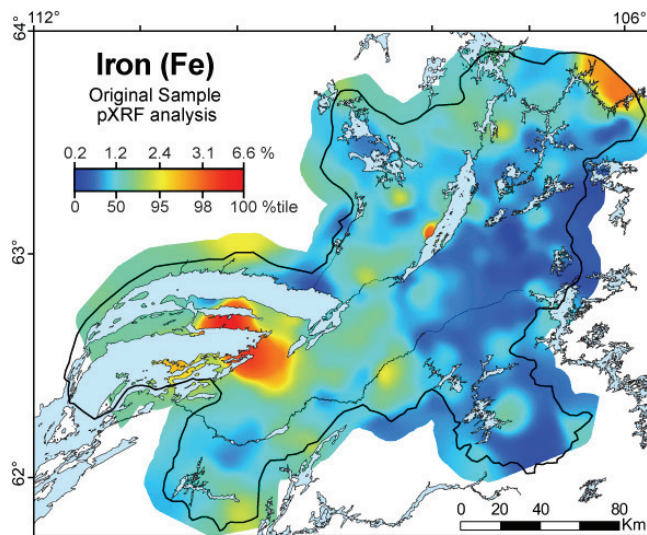 112°
106°
64°
63°
62°
Iron (Fe)
Original Sample
pXRF analysis
0.2 1.2 2.4 3.1 6.6 %
0 50 95 98 100 %tile
0 20 40 60 80
Km